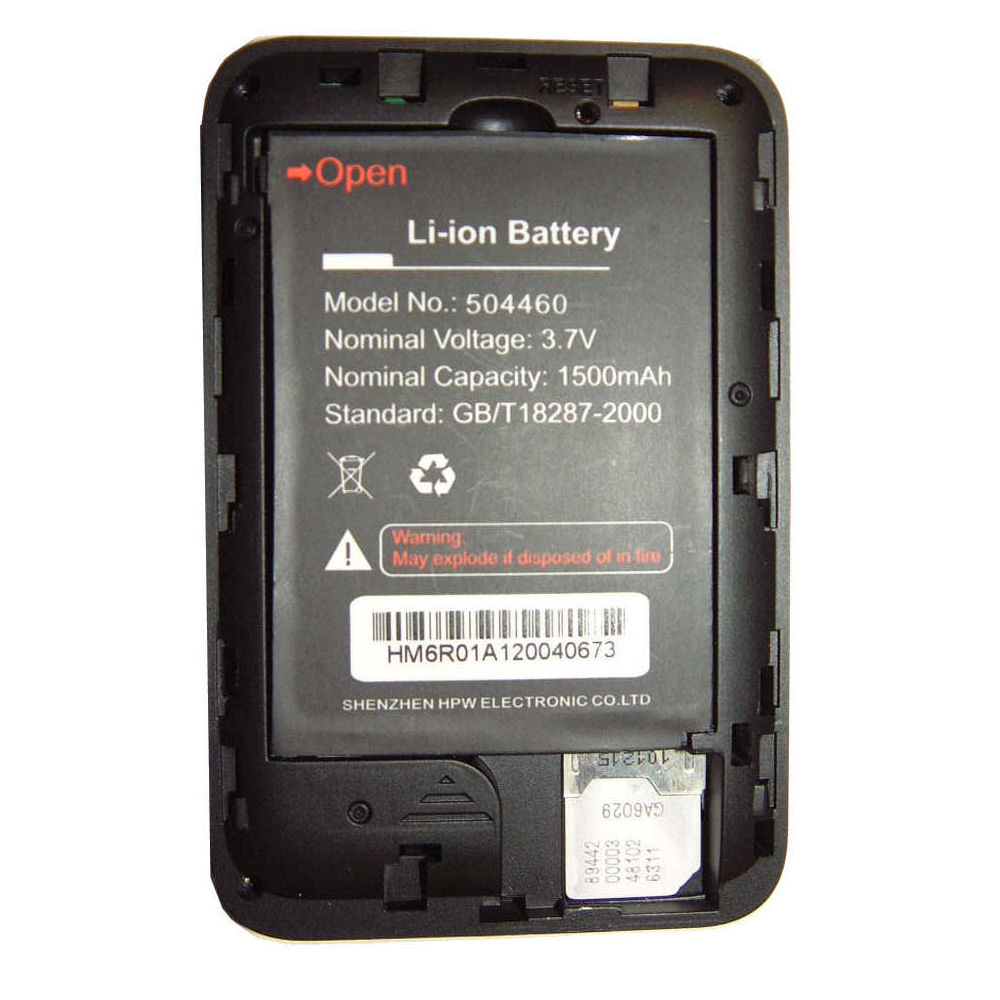 RESET
Open
Li-ion Battery
Model No.: 504460
Nominal Voltage: 3.7V
Nominal Capacity: 1500mAh
Standard: GB/T18287-2000
Warning:
May explode if disposed of in fire
HM6R01A120040673
SHENZHEN HPW ELECTRONIC CO.LTD
101215
GA6029
89442
00003
48102
6311